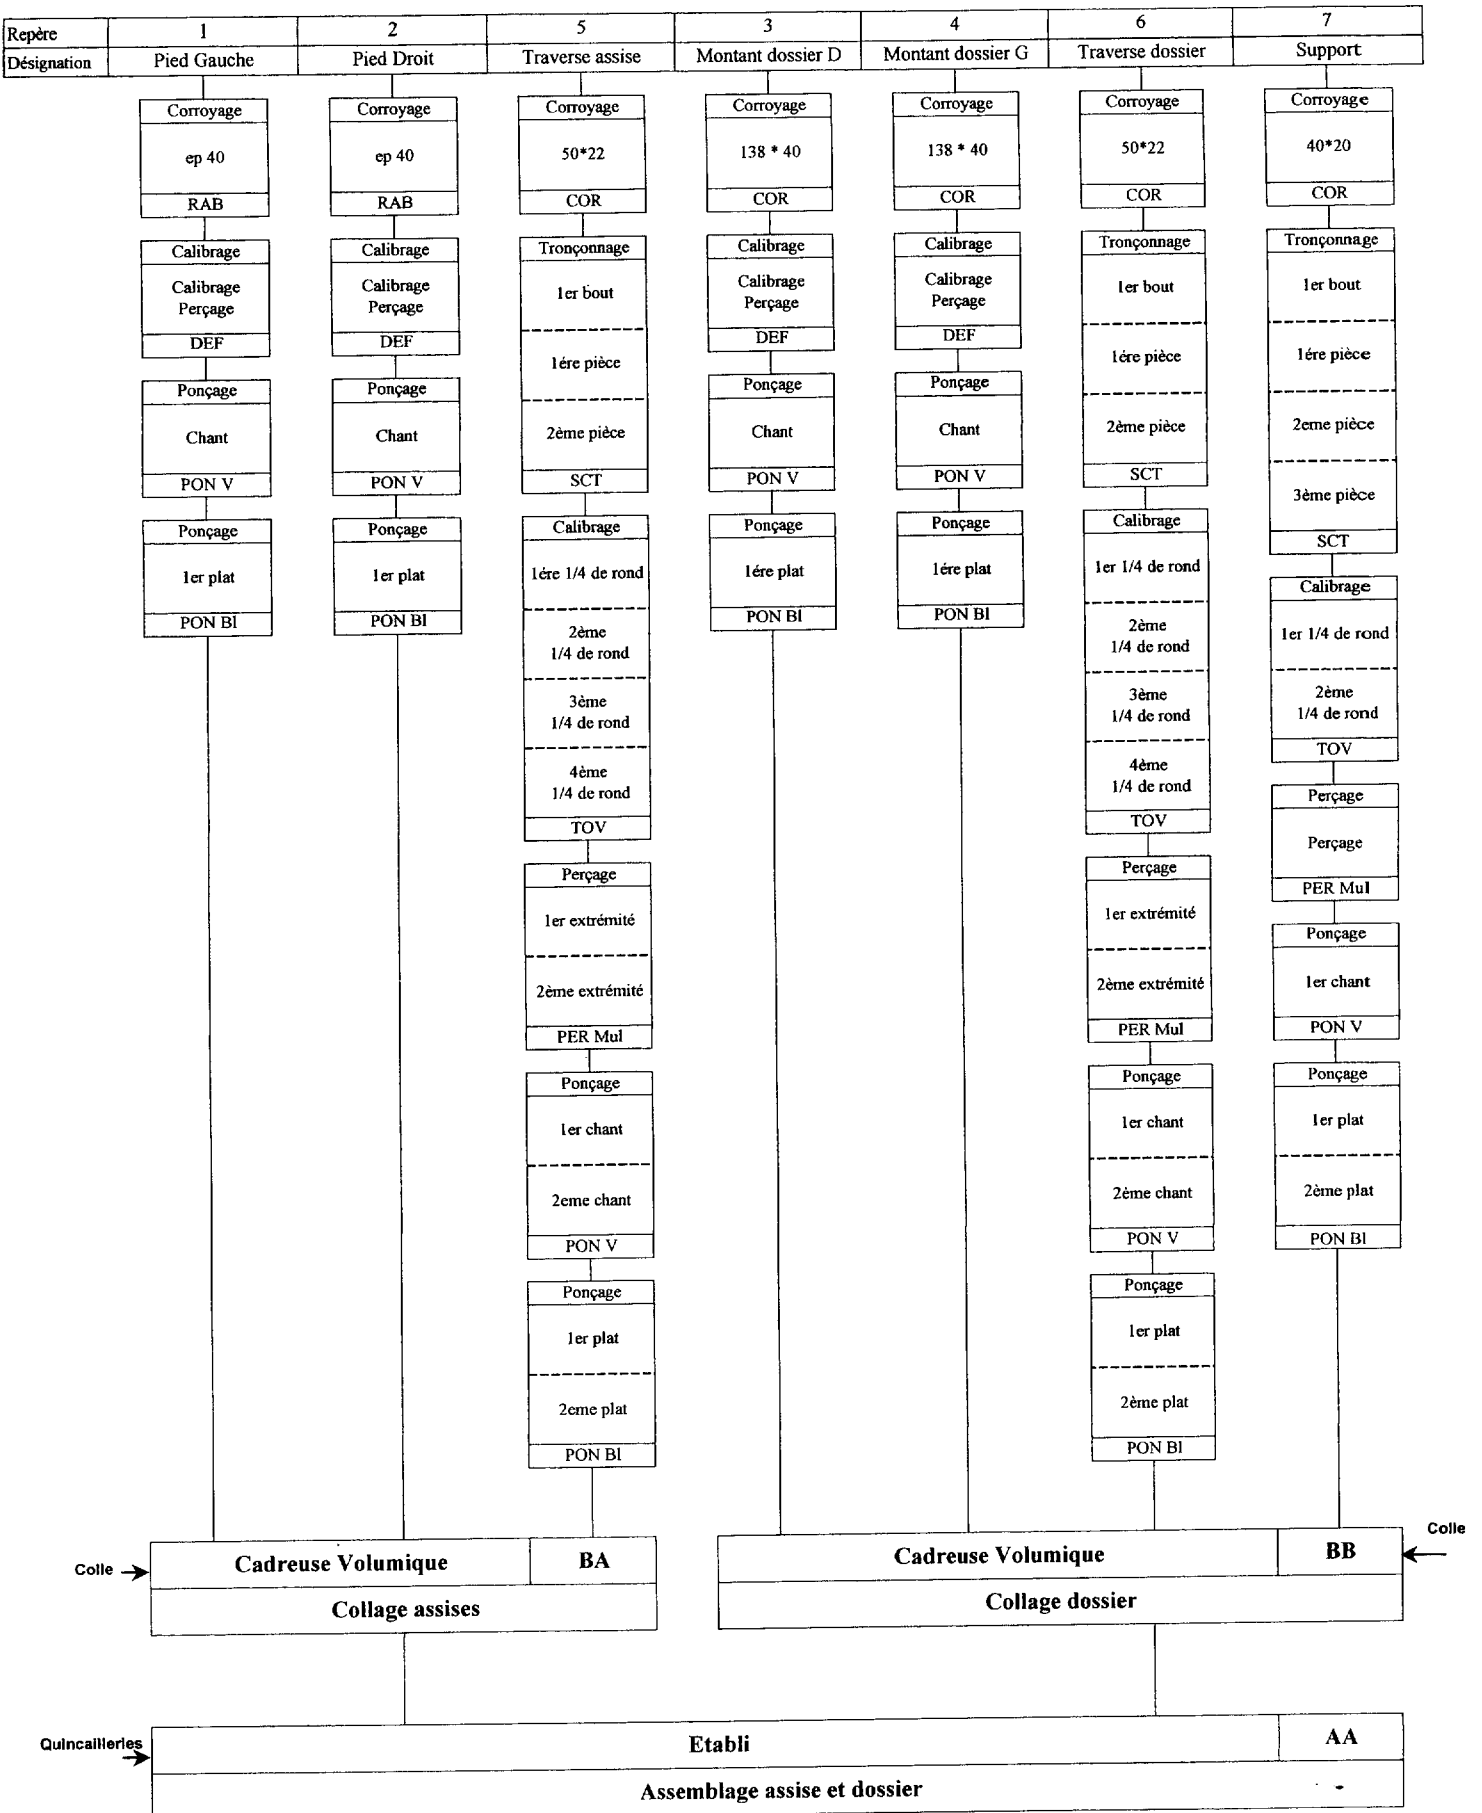 Repère 1 2 5 3 4 6 7
Désignation Pied Gauche Pied Droit Traverse assise Montant dossier D Montant dossier G Traverse dossier Support
Corroyage
ep 40
RAB
Calibrage
Calibrage
Perçage
DEF
Ponçage
Chant
PON V
Ponçage
1er plat
PON BI
Corroyage
ep 40
RAB
Calibrage
Calibrage
Perçage
DEF
Ponçage
Chant
PON V
Ponçage
1er plat
PON BI
Corroyage
50*22
COR
Tronçonnage
1er bout
1ére pièce
2ème pièce
SCT
Calibrage
1ére 1/4 de rond
2ème
1/4 de rond
3ème
1/4 de rond
4ème
1/4 de rond
TOV
Perçage
1er extrémité
2ème extrémité
PER Mul
Ponçage
1er chant
2eme chant
PON V
Ponçage
1er plat
2eme plat
PON BI
Corroyage
138 * 40
COR
Calibrage
Calibrage
Perçage
DEF
Ponçage
Chant
PON V
Ponçage
1ére plat
PON BI
Corroyage
138 * 40
COR
Calibrage
Calibrage
Perçage
DEF
Ponçage
Chant
PON V
Ponçage
1ére plat
PON BI
Corroyage
50*22
COR
Tronçonnage
1er bout
1ére pièce
2ème pièce
SCT
Calibrage
1er 1/4 de rond
2ème
1/4 de rond
3ème
1/4 de rond
4ème
1/4 de rond
TOV
Perçage
1er extrémité
2ème extrémité
PER Mul
Ponçage
1er chant
2ème chant
PON V
Ponçage
1er plat
2ème plat
PON BI
Corroyage
40*20
COR
Tronçonnage
1er bout
1ére pièce
2eme pièce
3ème pièce
SCT
Calibrage
1er 1/4 de rond
2ème
1/4 de rond
TOV
Perçage
Perçage
PER Mul
Ponçage
1er chant
PON V
Ponçage
1er plat
2ème plat
PON BI
Colle
Cadreuse Volumique BA
Collage assises
Cadreuse Volumique BB
Colle
Collage dossier
Quincailleries
Etabli AA
Assemblage assise et dossier